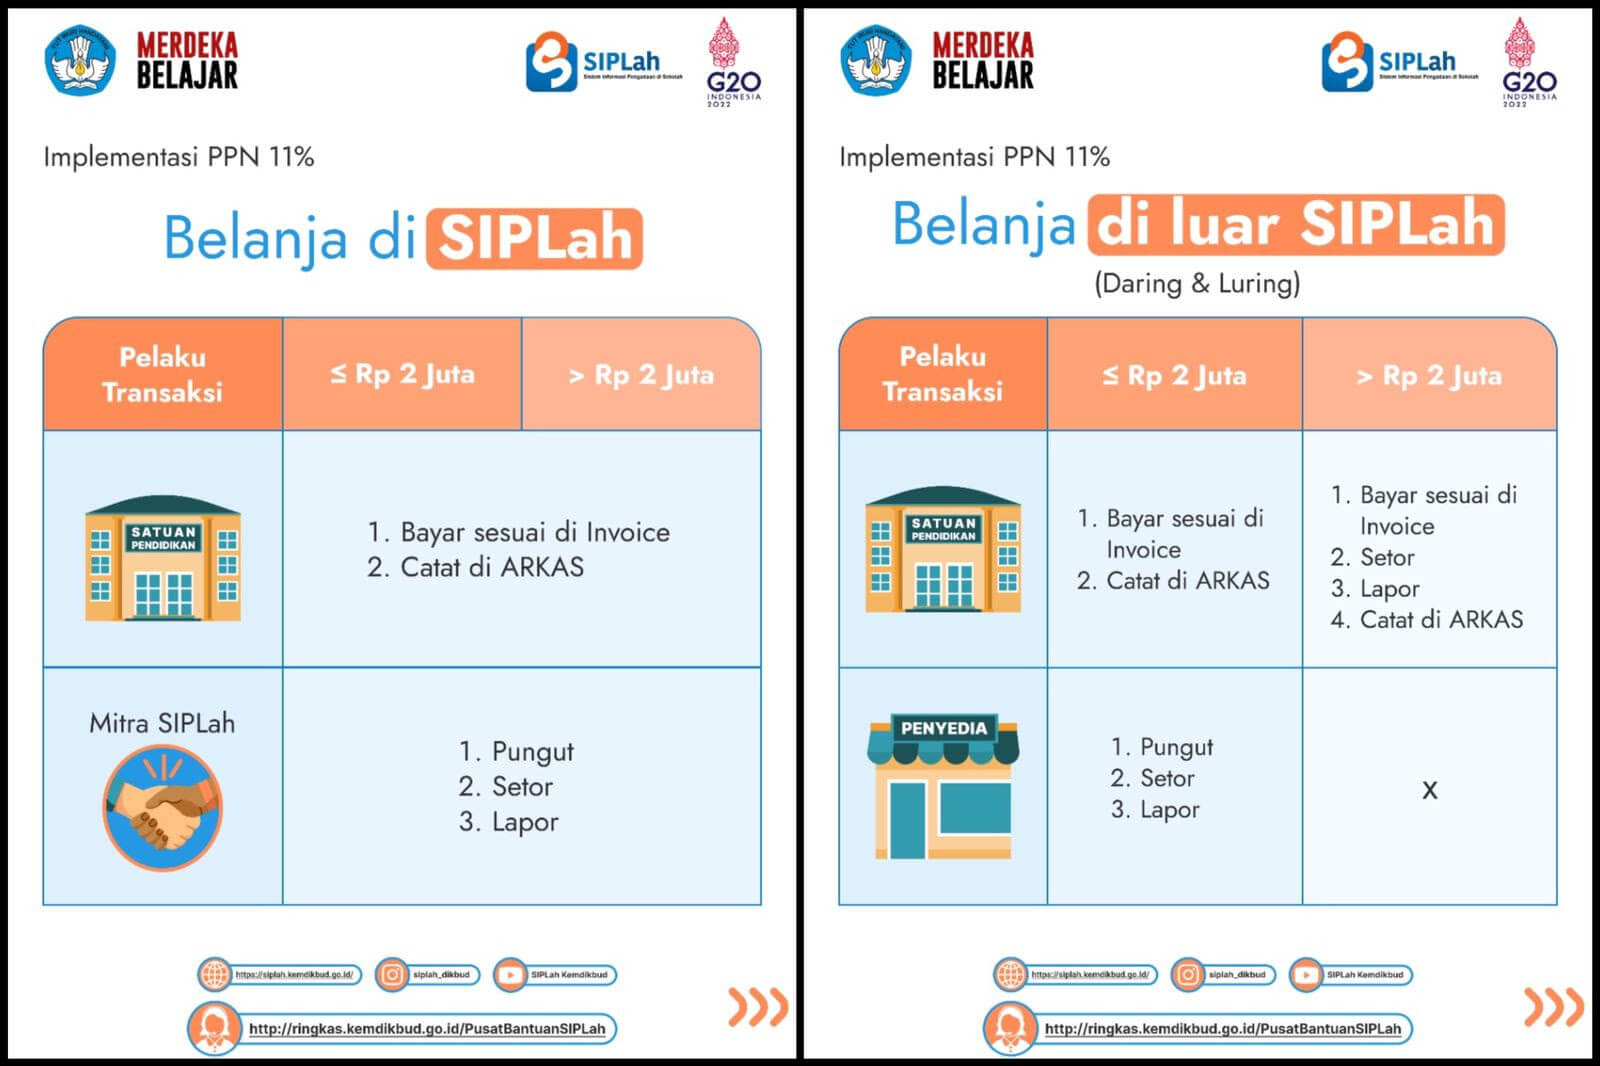 TUT WURI HANDAYANI
MERDEKA
BELAJAR
SIPLah
Sistem Informasi Pengadaan di Sekolah
G20
INDONESIA
2022
Implementasi PPN 11%
Belanja di SIPLah
Pelaku
Transaksi
≤ Rp 2 Juta
> Rp 2 Juta
SATUAN
PENDIDIKAN
1. Bayar sesuai di Invoice
2. Catat di ARKAS
Mitra SIPLah
1. Pungut
2. Setor
3. Lapor
https://siplah.kemdikbud.go.id/
siplah_dikbud
SIPLah Kemdikbud
http://ringkas.kemdikbud.go.id/PusatBantuanSIPLah
TUT WURI HANDAYANI
MERDEKA
BELAJAR
SIPLah
Sistem Informasi Pengadaan di Sekolah
G20
INDONESIA
2022
Implementasi PPN 11%
Belanja di luar SIPLah
(Daring & Luring)
Pelaku
Transaksi
≤ Rp 2 Juta
> Rp 2 Juta
SATUAN
PENDIDIKAN
1. Bayar sesuai di
Invoice
2. Catat di ARKAS
1. Bayar sesuai di
Invoice
2. Setor
3. Lapor
4. Catat di ARKAS
PENYEDIA
1. Pungut
2. Setor
3. Lapor
x
https://siplah.kemdikbud.go.id/
siplah_dikbud
SIPLah Kemdikbud
http://ringkas.kemdikbud.go.id/PusatBantuanSIPLah